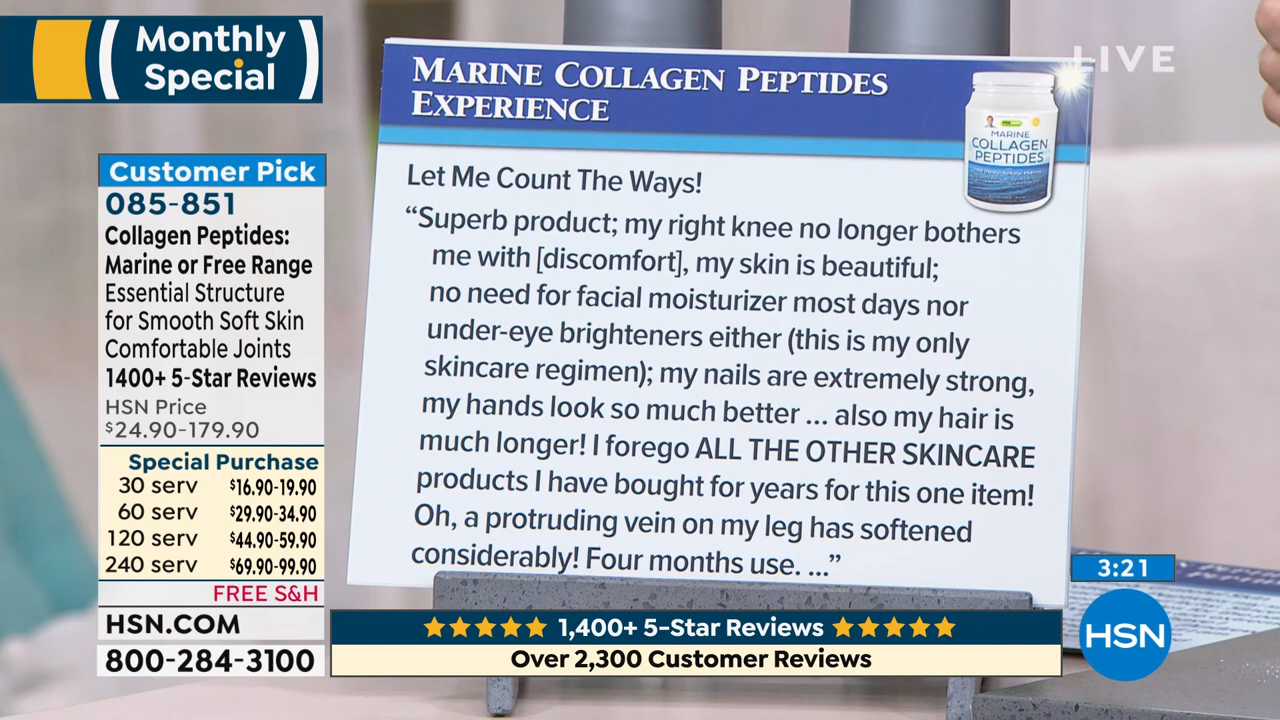 Monthly
Special
LIVE
MARINE COLLAGEN PEPTIDES
EXPERIENCE
MARINE
COLLAGEN
PEPTIDES
Let Me Count The Ways!
“Superb product; my right knee no longer bothers
me with [discomfort], my skin is beautiful;
no need for facial moisturizer most days nor
under-eye brighteners either (this is my only
skincare regimen); my nails are extremely strong,
my hands look so much better ... also my hair is
much longer! I forego ALL THE OTHER SKINCARE
products I have bought for years for this one item!
Oh, a protruding vein on my leg has softened
considerably! Four months use. ...”
Customer Pick
085-851
Collagen Peptides:
Marine or Free Range
Essential Structure
for Smooth Soft Skin
Comfortable Joints
1400+ 5-Star Reviews
HSN Price
$24.90-179.90
Special Purchase
30 serv $16.90-19.90
60 serv $29.90-34.90
120 serv $44.90-59.90
240 serv $69.90-99.90
FREE S&H
HSN.COM
800-284-3100
1,400+ 5-Star Reviews
Over 2,300 Customer Reviews
3:21
HSN